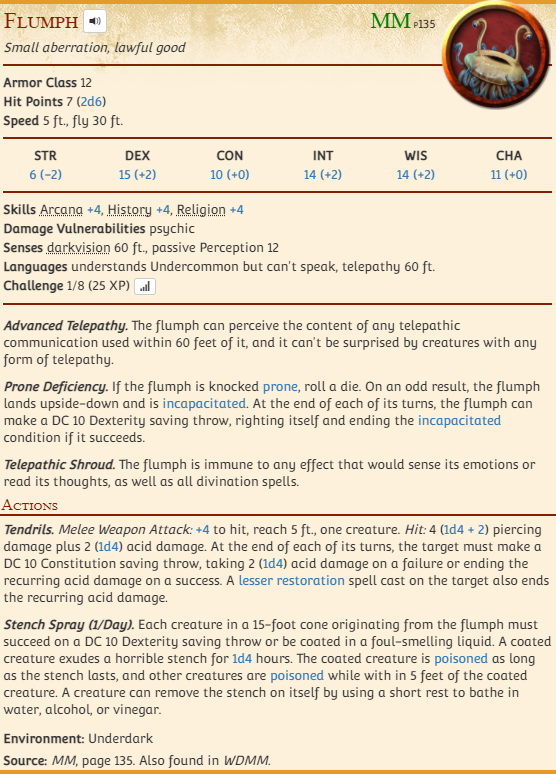 Flumph MM p135
Small aberration, lawful good
Armor Class 12
Hit Points 7 (2d6)
Speed 5 ft., fly 30 ft.
STR DEX CON INT WIS CHA
6 (−2) 15 (+2) 10 (+0) 14 (+2) 14 (+2) 11 (+0)
Skills Arcana +4, History +4, Religion +4
Damage Vulnerabilities psychic
Senses darkvision 60 ft., passive Perception 12
Languages understands Undercommon but can't speak, telepathy 60 ft.
Challenge 1/8 (25 XP)
Advanced Telepathy. The flumph can perceive the content of any telepathic
communication used within 60 feet of it, and it can't be surprised by creatures with any
form of telepathy.
Prone Deficiency. If the flumph is knocked prone, roll a die. On an odd result, the flumph
lands upside-down and is incapacitated. At the end of each of its turns, the flumph can
make a DC 10 Dexterity saving throw, righting itself and ending the incapacitated
condition if it succeeds.
Telepathic Shroud. The flumph is immune to any effect that would sense its emotions or
read its thoughts, as well as all divination spells.
Actions
Tendrils. Melee Weapon Attack: +4 to hit, reach 5 ft., one creature. Hit: 4 (1d4 + 2) piercing
damage plus 2 (1d4) acid damage. At the end of each of its turns, the target must make a
DC 10 Constitution saving throw, taking 2 (1d4) acid damage on a failure or ending the
recurring acid damage on a success. A lesser restoration spell cast on the target also ends
the recurring acid damage.
Stench Spray (1/Day). Each creature in a 15-foot cone originating from the flumph must
succeed on a DC 10 Dexterity saving throw or be coated in a foul-smelling liquid. A coated
creature exudes a horrible stench for 1d4 hours. The coated creature is poisoned as long
as the stench lasts, and other creatures are poisoned while with in 5 feet of the coated
creature. A creature can remove the stench on itself by using a short rest to bathe in
water, alcohol, or vinegar.
Environment: Underdark
Source: MM, page 135. Also found in WDMM.